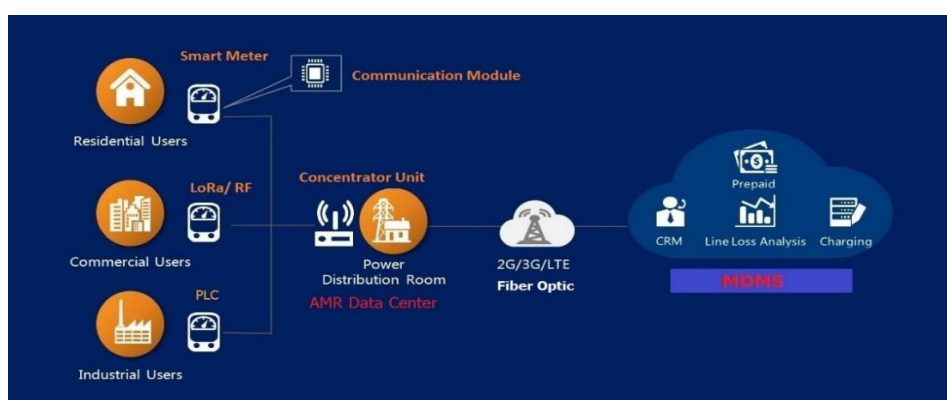 Smart Meter
Communication Module
Residential Users
LoRa/ RF
Concentrator Unit
Commercial Users
Power
Distribution Room
AMR Data Center
2G/3G/LTE
Fiber Optic
Prepaid
CRM
Line Loss Analysis
Charging
MDMS
PLC
Industrial Users